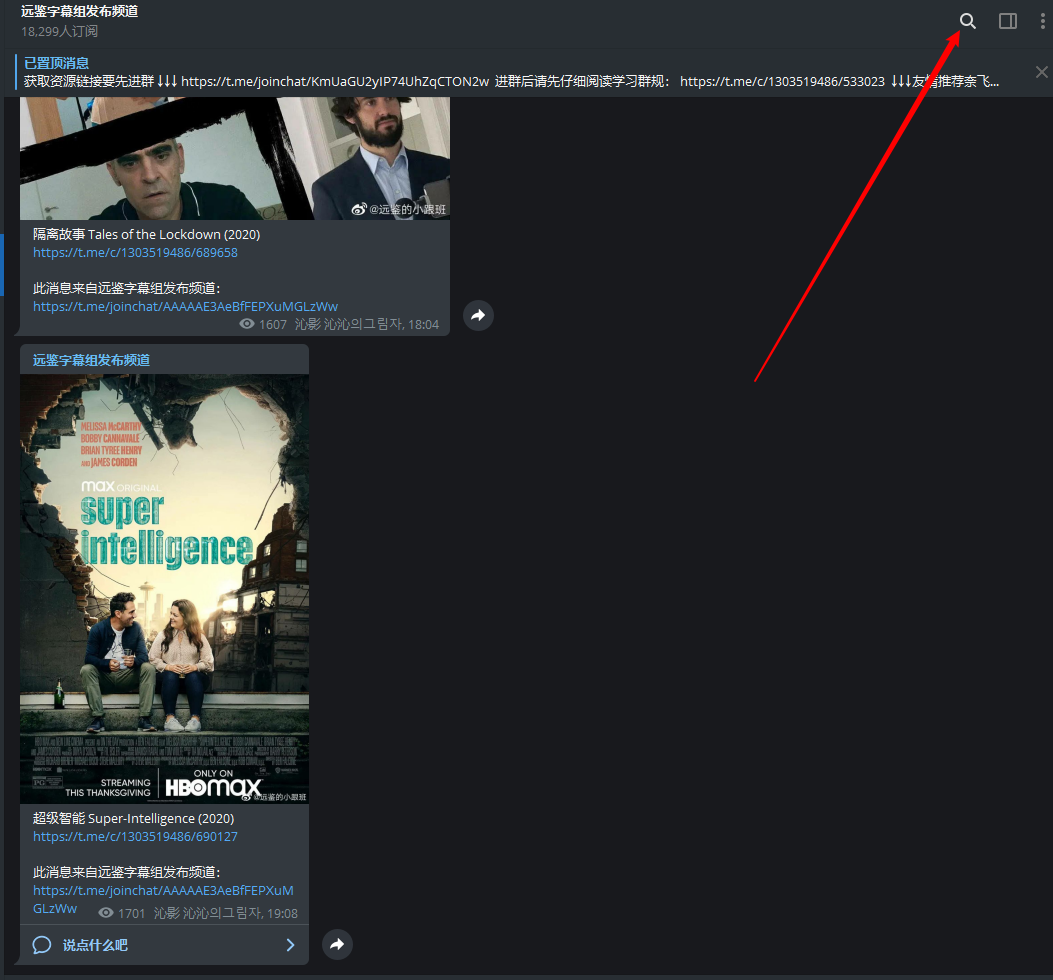 远鉴字幕组发布频道
18,299人订阅
已置顶消息
获取资源链接要先进群 ↓↓↓ https://t.me/joinchat/KmUaGU2yIP74UhZqCTON2w 进群后请先仔细阅读学习群规： https://t.me/c/1303519486/533023 ↓↓↓友情推荐亲飞...
@远鉴的小跟班
隔离故事 Tales of the Lockdown (2020)
https://t.me/c/1303519486/689658
此消息来自远鉴字幕组发布频道：
https://t.me/joinchat/AAAAAE3AeBfFEPXuMGLzWw
1607 沁影 沁沁의그림자, 18:04
远鉴字幕组发布频道
MELISSA McCARTHY
BOBBY CANNAVALE
BRIAN TYREE HENRY
AND JAMES CORDEN
max ORIGINAL
super
intelligence
STREAMING
THIS THANKSGIVING
ONLY ON
HBOmax
@远鉴的小跟班
超级智能 Super-Intelligence (2020)
https://t.me/c/1303519486/690127
此消息来自远鉴字幕组发布频道：
https://t.me/joinchat/AAAAAE3AeBfFEPXuM
GLzWw
1701 沁影 沁沁의그림자, 19:08
说点什么吧